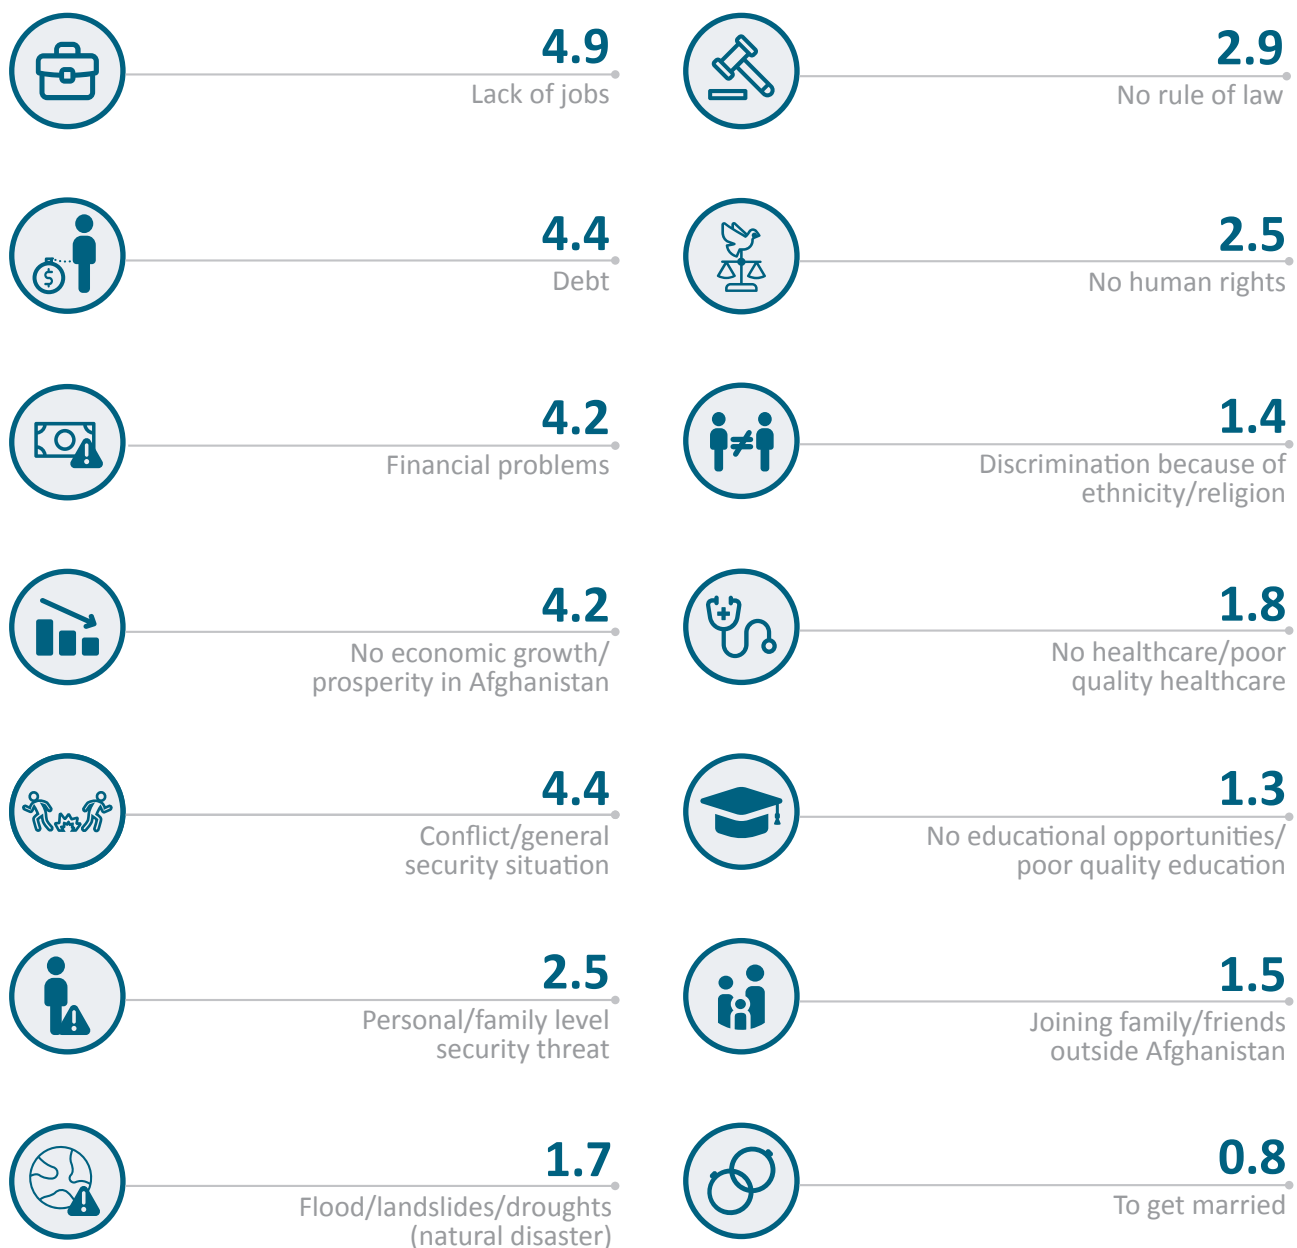 4.9
Lack of jobs
4.4
Debt
$
4.2
Financial problems
4.2
No economic growth/
prosperity in Afghanistan
4.4
Conflict/general
security situation
2.5
Personal/family level
security threat
1.7
Flood/landslides/droughts
(natural disaster)
2.9
No rule of law
2.5
No human rights
1.4
Discrimination because of
ethnicity/religion
1.8
No healthcare/poor
quality healthcare
1.3
No educational opportunities/
poor quality education
1.5
Joining family/friends
outside Afghanistan
0.8
To get married